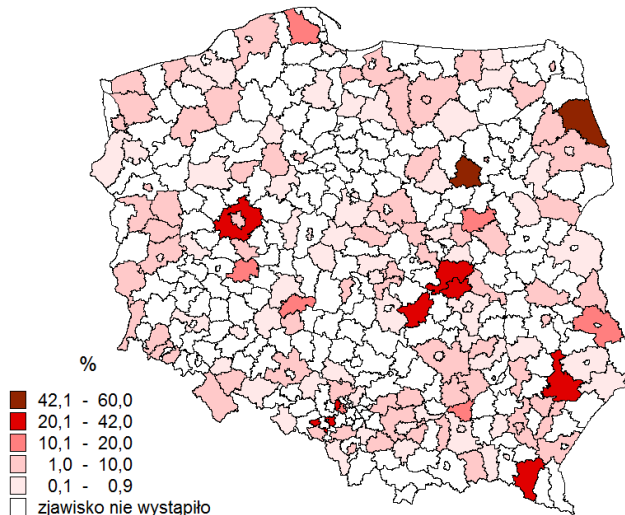 %
42,1 - 60,0
20,1 - 42,0
10,1 - 20,0
1,0 - 10,0
0,1 - 0,9
zjawisko nie wystąpiło